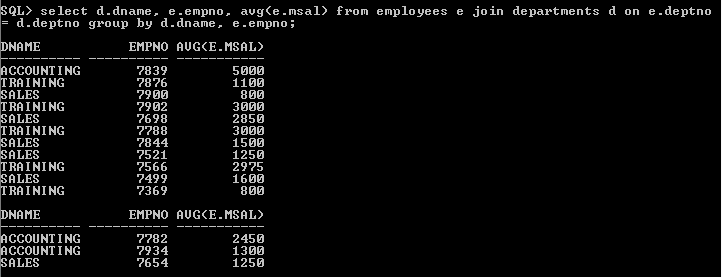 SQL> select d.dname, e.empno, avg(e.msal) from employees e join departments d on e.deptno
= d.deptno group by d.dname, e.empno;
DNAME EMPNO AVG(E.MSAL)
---------- ---------- -----------
ACCOUNTING 7839 5000
TRAINING 7876 1100
SALES 7900 800
TRAINING 7902 3000
SALES 7698 2850
TRAINING 7788 3000
SALES 7844 1500
SALES 7521 1250
TRAINING 7566 2975
SALES 7499 1600
TRAINING 7369 800
DNAME EMPNO AVG(E.MSAL)
---------- ---------- -----------
ACCOUNTING 7782 2450
ACCOUNTING 7934 1300
SALES 7654 1250